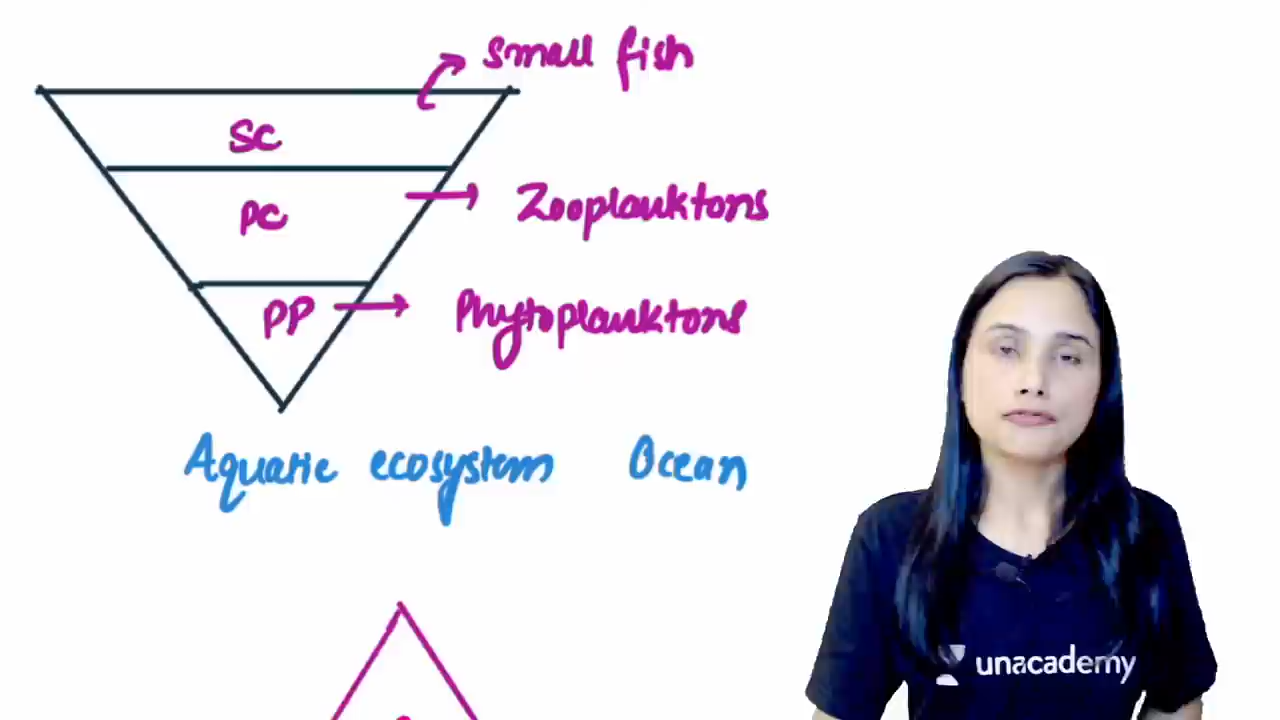 Small fish
SC
PC
Zooplanktons
PP
Phytoplanktons
Aquatic ecosystem Ocean
unacademy